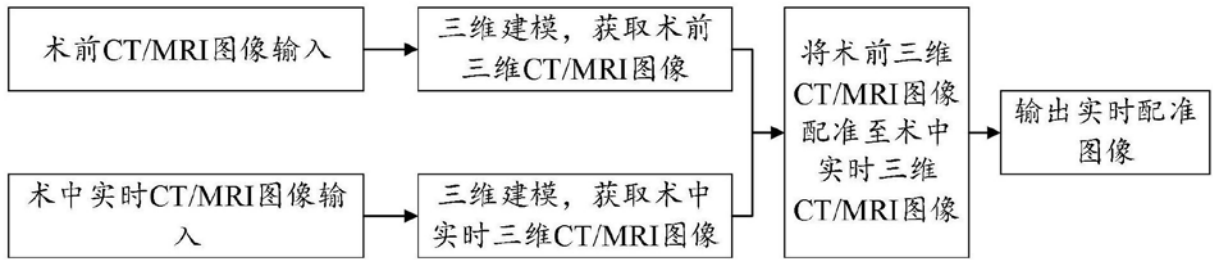 术前CT/MRI图像输入
三维建模，获取术前
三维CT/MRI图像
术中实时CT/MRI图像输
入
三维建模，获取术中
实时三维CT/MRI图像
将术前三维
CT/MRI图像
配准至术中
实时三维
CT/MRI图像
输出实时配准
图像